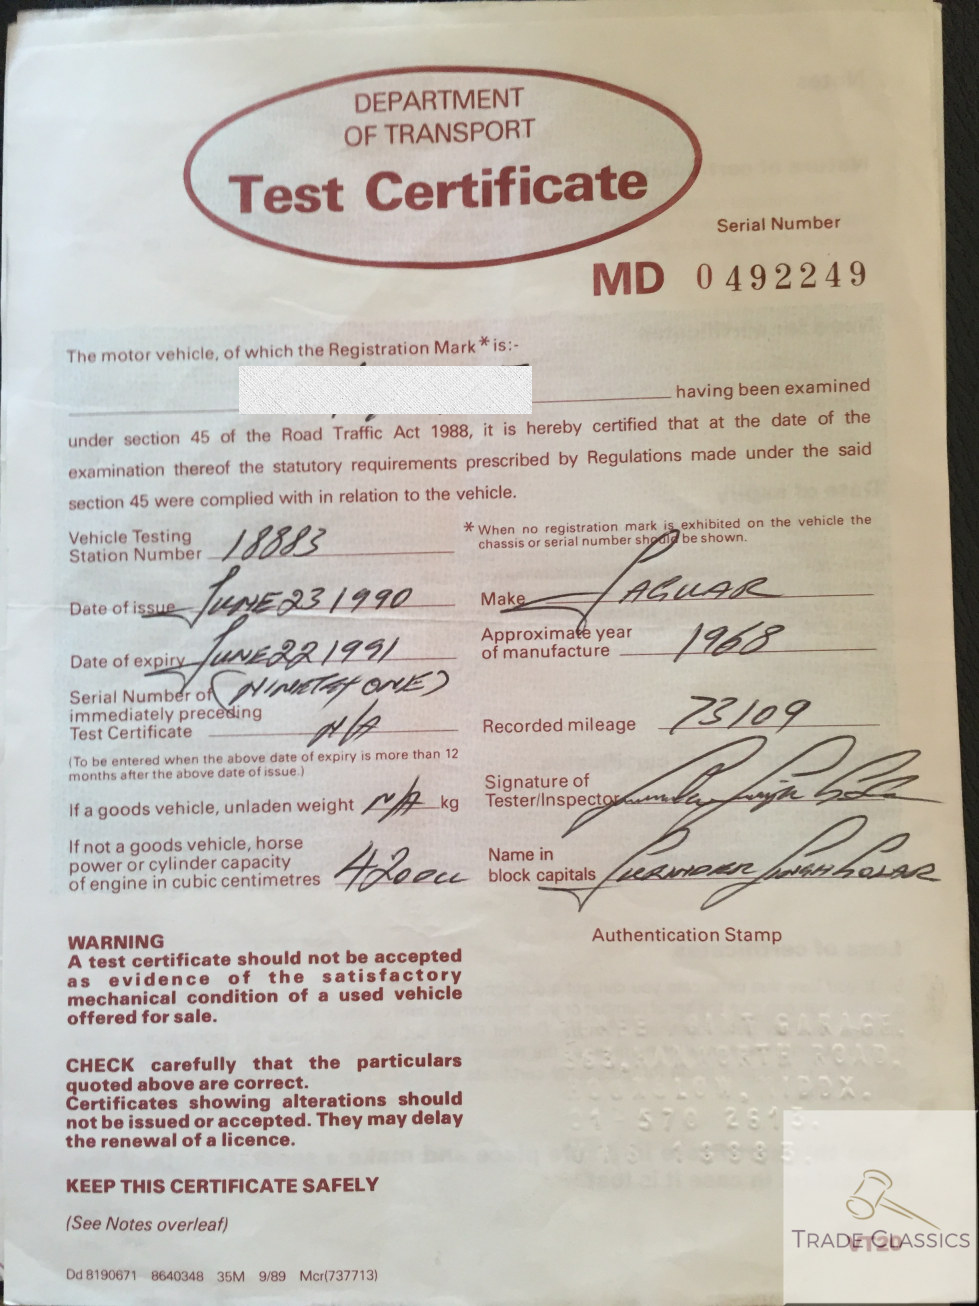 DEPARTMENT
OF TRANSPORT
Test Certificate
Serial Number
MD 0492249
The motor vehicle, of which the Registration Mark * is:-
having been examined
under section 45 of the Road Traffic Act 1988, it is hereby certified that at the date of the
examination thereof the statutory requirements prescribed by Regulations made under the said
section 45 were complied with in relation to the vehicle.
Vehicle Testing
Station Number 18883
* When no registration mark is exhibited on the vehicle the
chassis or serial number should be shown.
Date of issue JUNE 23 1990
Make JAGUAR
Date of expiry JUNE 22 1991
(NINETY ONE)
Approximate year
of manufacture 1968
Serial Number of
immediately preceding
Test Certificate N/A
Recorded mileage 73109
(To be entered when the above date of expiry is more than 12
months after the above date of issue.)
Signature of
Tester/Inspector
If a goods vehicle, unladen weight N/A kg
If not a goods vehicle, horse
power or cylinder capacity
of engine in cubic centimetres 4200cc
Name in
block capitals SINGH
Authentication Stamp
WARNING
A test certificate should not be accepted
as evidence of the satisfactory
mechanical condition of a used vehicle
offered for sale.
CHECK carefully that the particulars
quoted above are correct.
Certificates showing alterations should
not be issued or accepted. They may delay
the renewal of a licence.
KEEP THIS CERTIFICATE SAFELY
(See Notes overleaf)
GARAGE,
ROAD,
570 261
TRADE CLASSICS
VT20
Dd 8190671 8640348 35M 9/89 Mcr(737713)